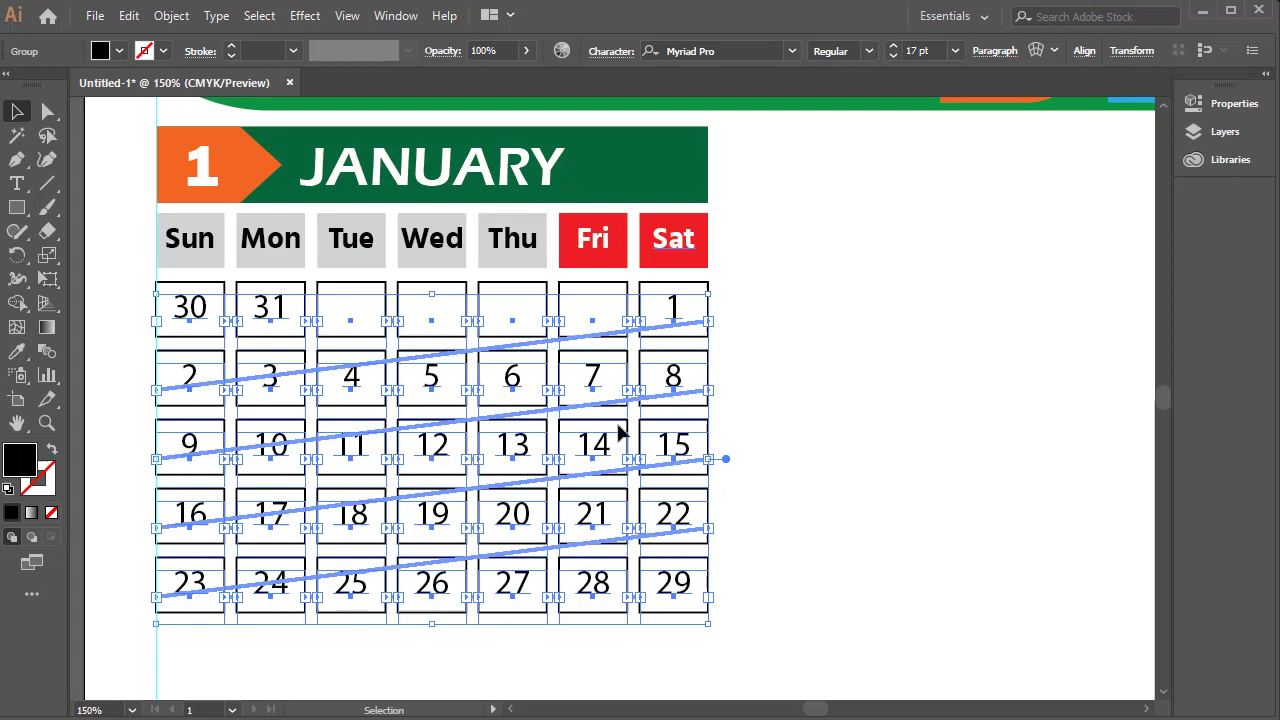 Ai File Edit Object Type Select Effect View Window Help Essentials Search Adobe Stock
Group Stroke: Opacity: 100% Character: Myriad Pro Regular 17 pt Paragraph Align Transform
Untitled-1* @ 150% (CMYK/Preview)
Properties
Layers
Libraries
1 JANUARY
Sun Mon Tue Wed Thu Fri Sat
30 31 1
2 3 4 5 6 7 8
9 10 11 12 13 14 15
16 17 18 19 20 21 22
23 24 25 26 27 28 29
150% 1 Selection